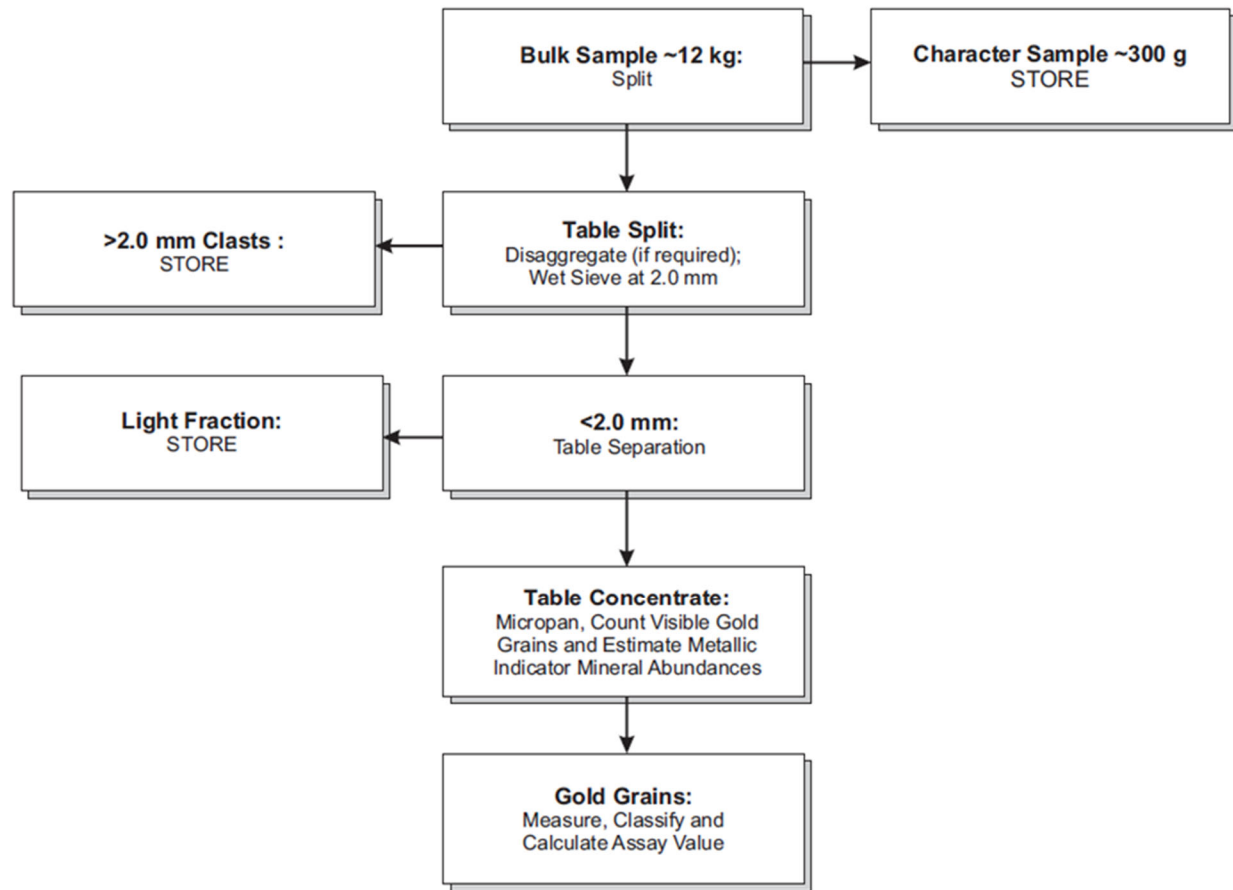 Bulk Sample ~12 kg:
Split
Character Sample ~300 g
STORE
>2.0 mm Clasts :
STORE
Table Split:
Disaggregate (if required);
Wet Sieve at 2.0 mm
Light Fraction:
STORE
<2.0 mm:
Table Separation
Table Concentrate:
Micropan, Count Visible Gold
Grains and Estimate Metallic
Indicator Mineral Abundances
Gold Grains:
Measure, Classify and
Calculate Assay Value